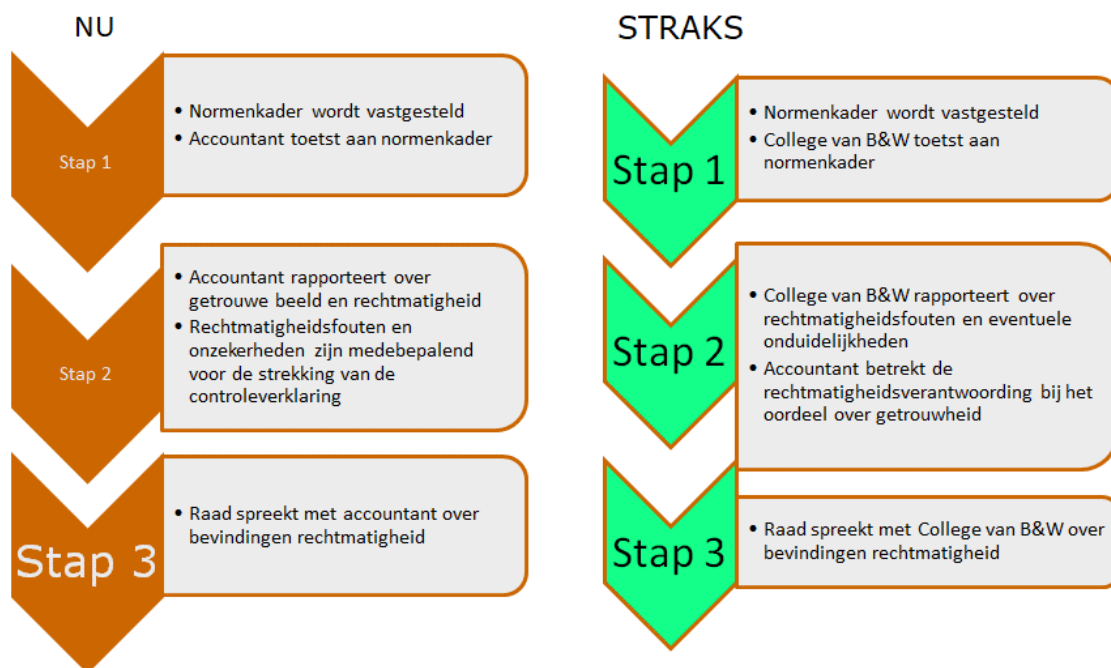 NU
Stap 1
• Normenkader wordt vastgesteld
• Accountant toetst aan normenkader
Stap 2
• Accountant rapporteert over
getrouwe beeld en rechtmatigheid
• Rechtmatigheidsfouten en
onzekerheden zijn medebepalend
voor de strekking van de
controleverklaring
Stap 3
• Raad spreekt met accountant over
bevindingen rechtmatigheid
STRAKS
Stap 1
• Normenkader wordt vastgesteld
• College van B&W toetst aan
normenkader
Stap 2
• College van B&W rapporteert over
rechtmatigheidsfouten en eventuele
onduidelijkheden
• Accountant betrekt de
rechtmatigheidsverantwoording bij het
oordeel over getrouwheid
Stap 3
• Raad spreekt met College van B&W over
bevindingen rechtmatigheid